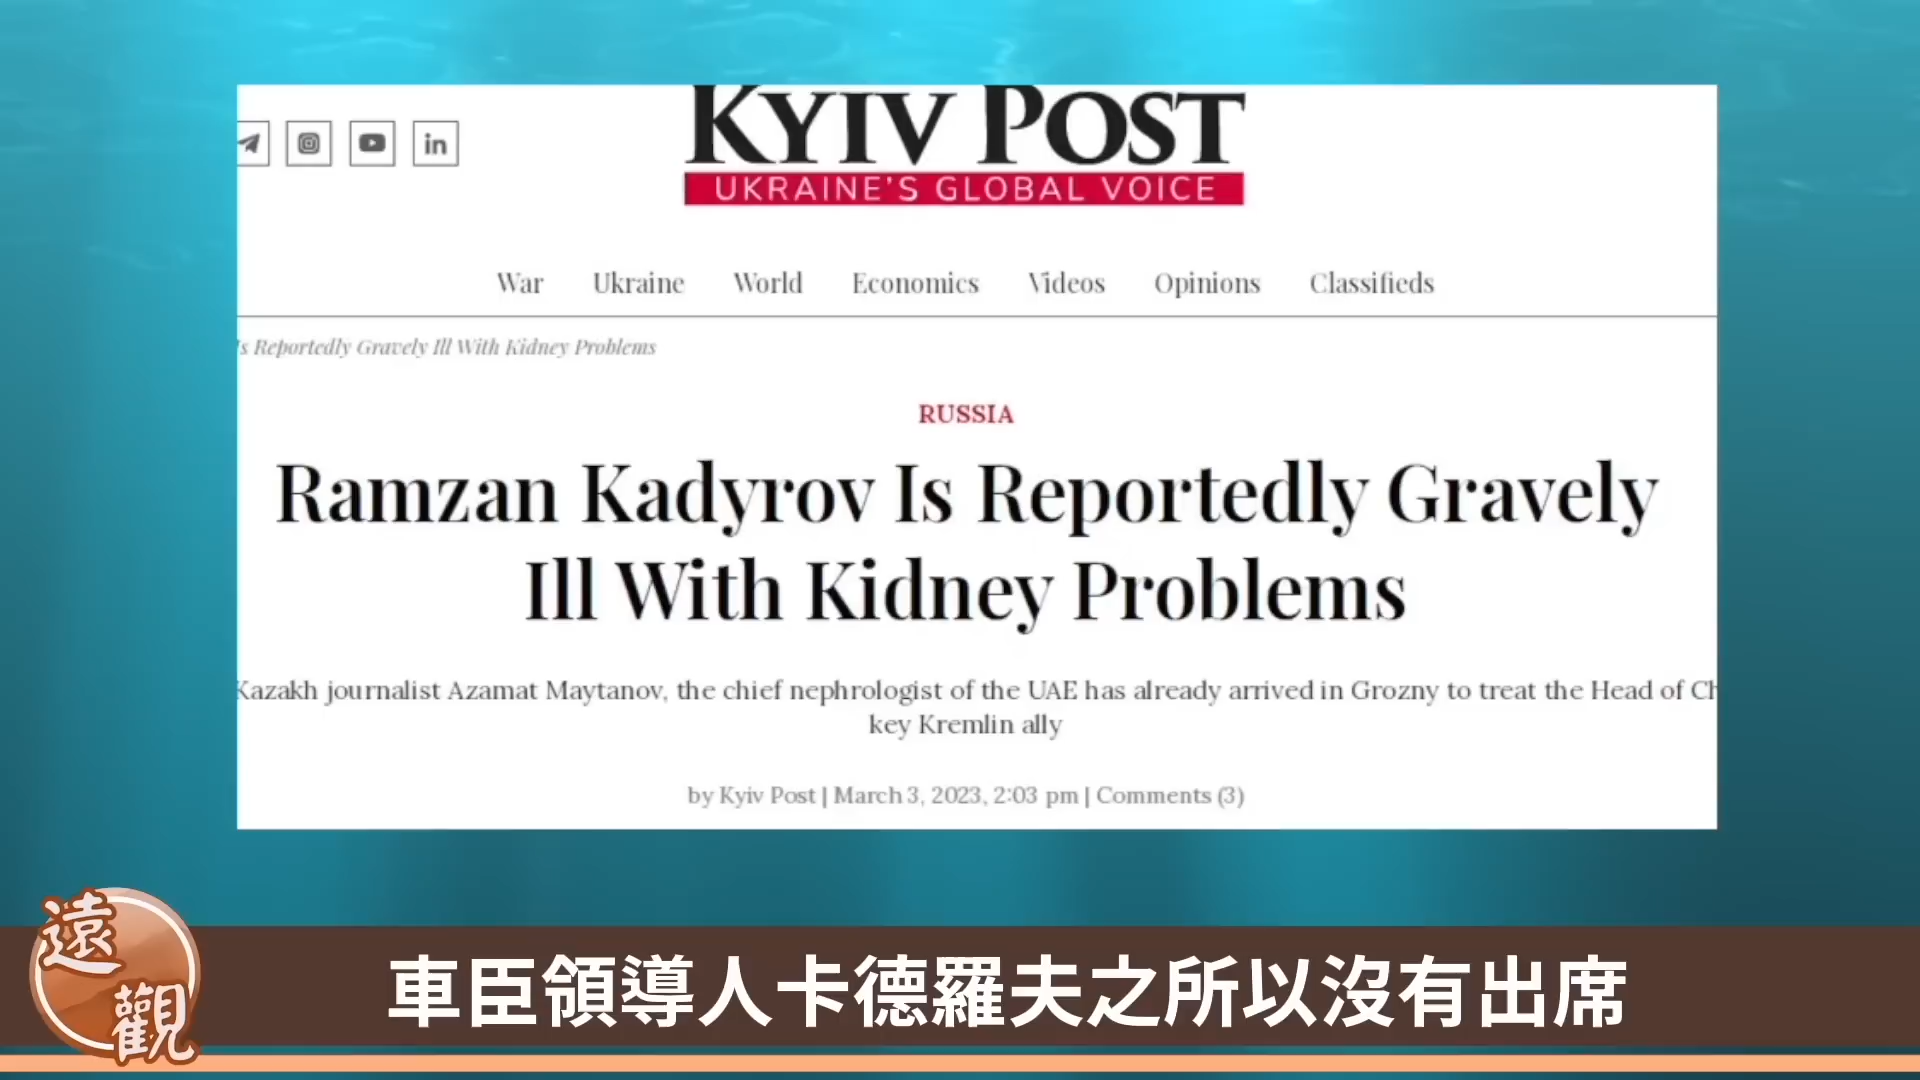 KYIV POST
UKRAINE'S GLOBAL VOICE
War Ukraine World Economics Videos Opinions Classifieds
Is Reportedly Gravely Ill With Kidney Problems
RUSSIA
Ramzan Kadyrov Is Reportedly Gravely
Ill With Kidney Problems
Kazakh journalist Azamat Maytanov, the chief nephrologist of the UAE has already arrived in Grozny to treat the Head of Ch
key Kremlin ally
by Kyiv Post | March 3, 2023, 2:03 pm | Comments (3)
遠觀
車臣領導人卡德羅夫之所以沒有出席